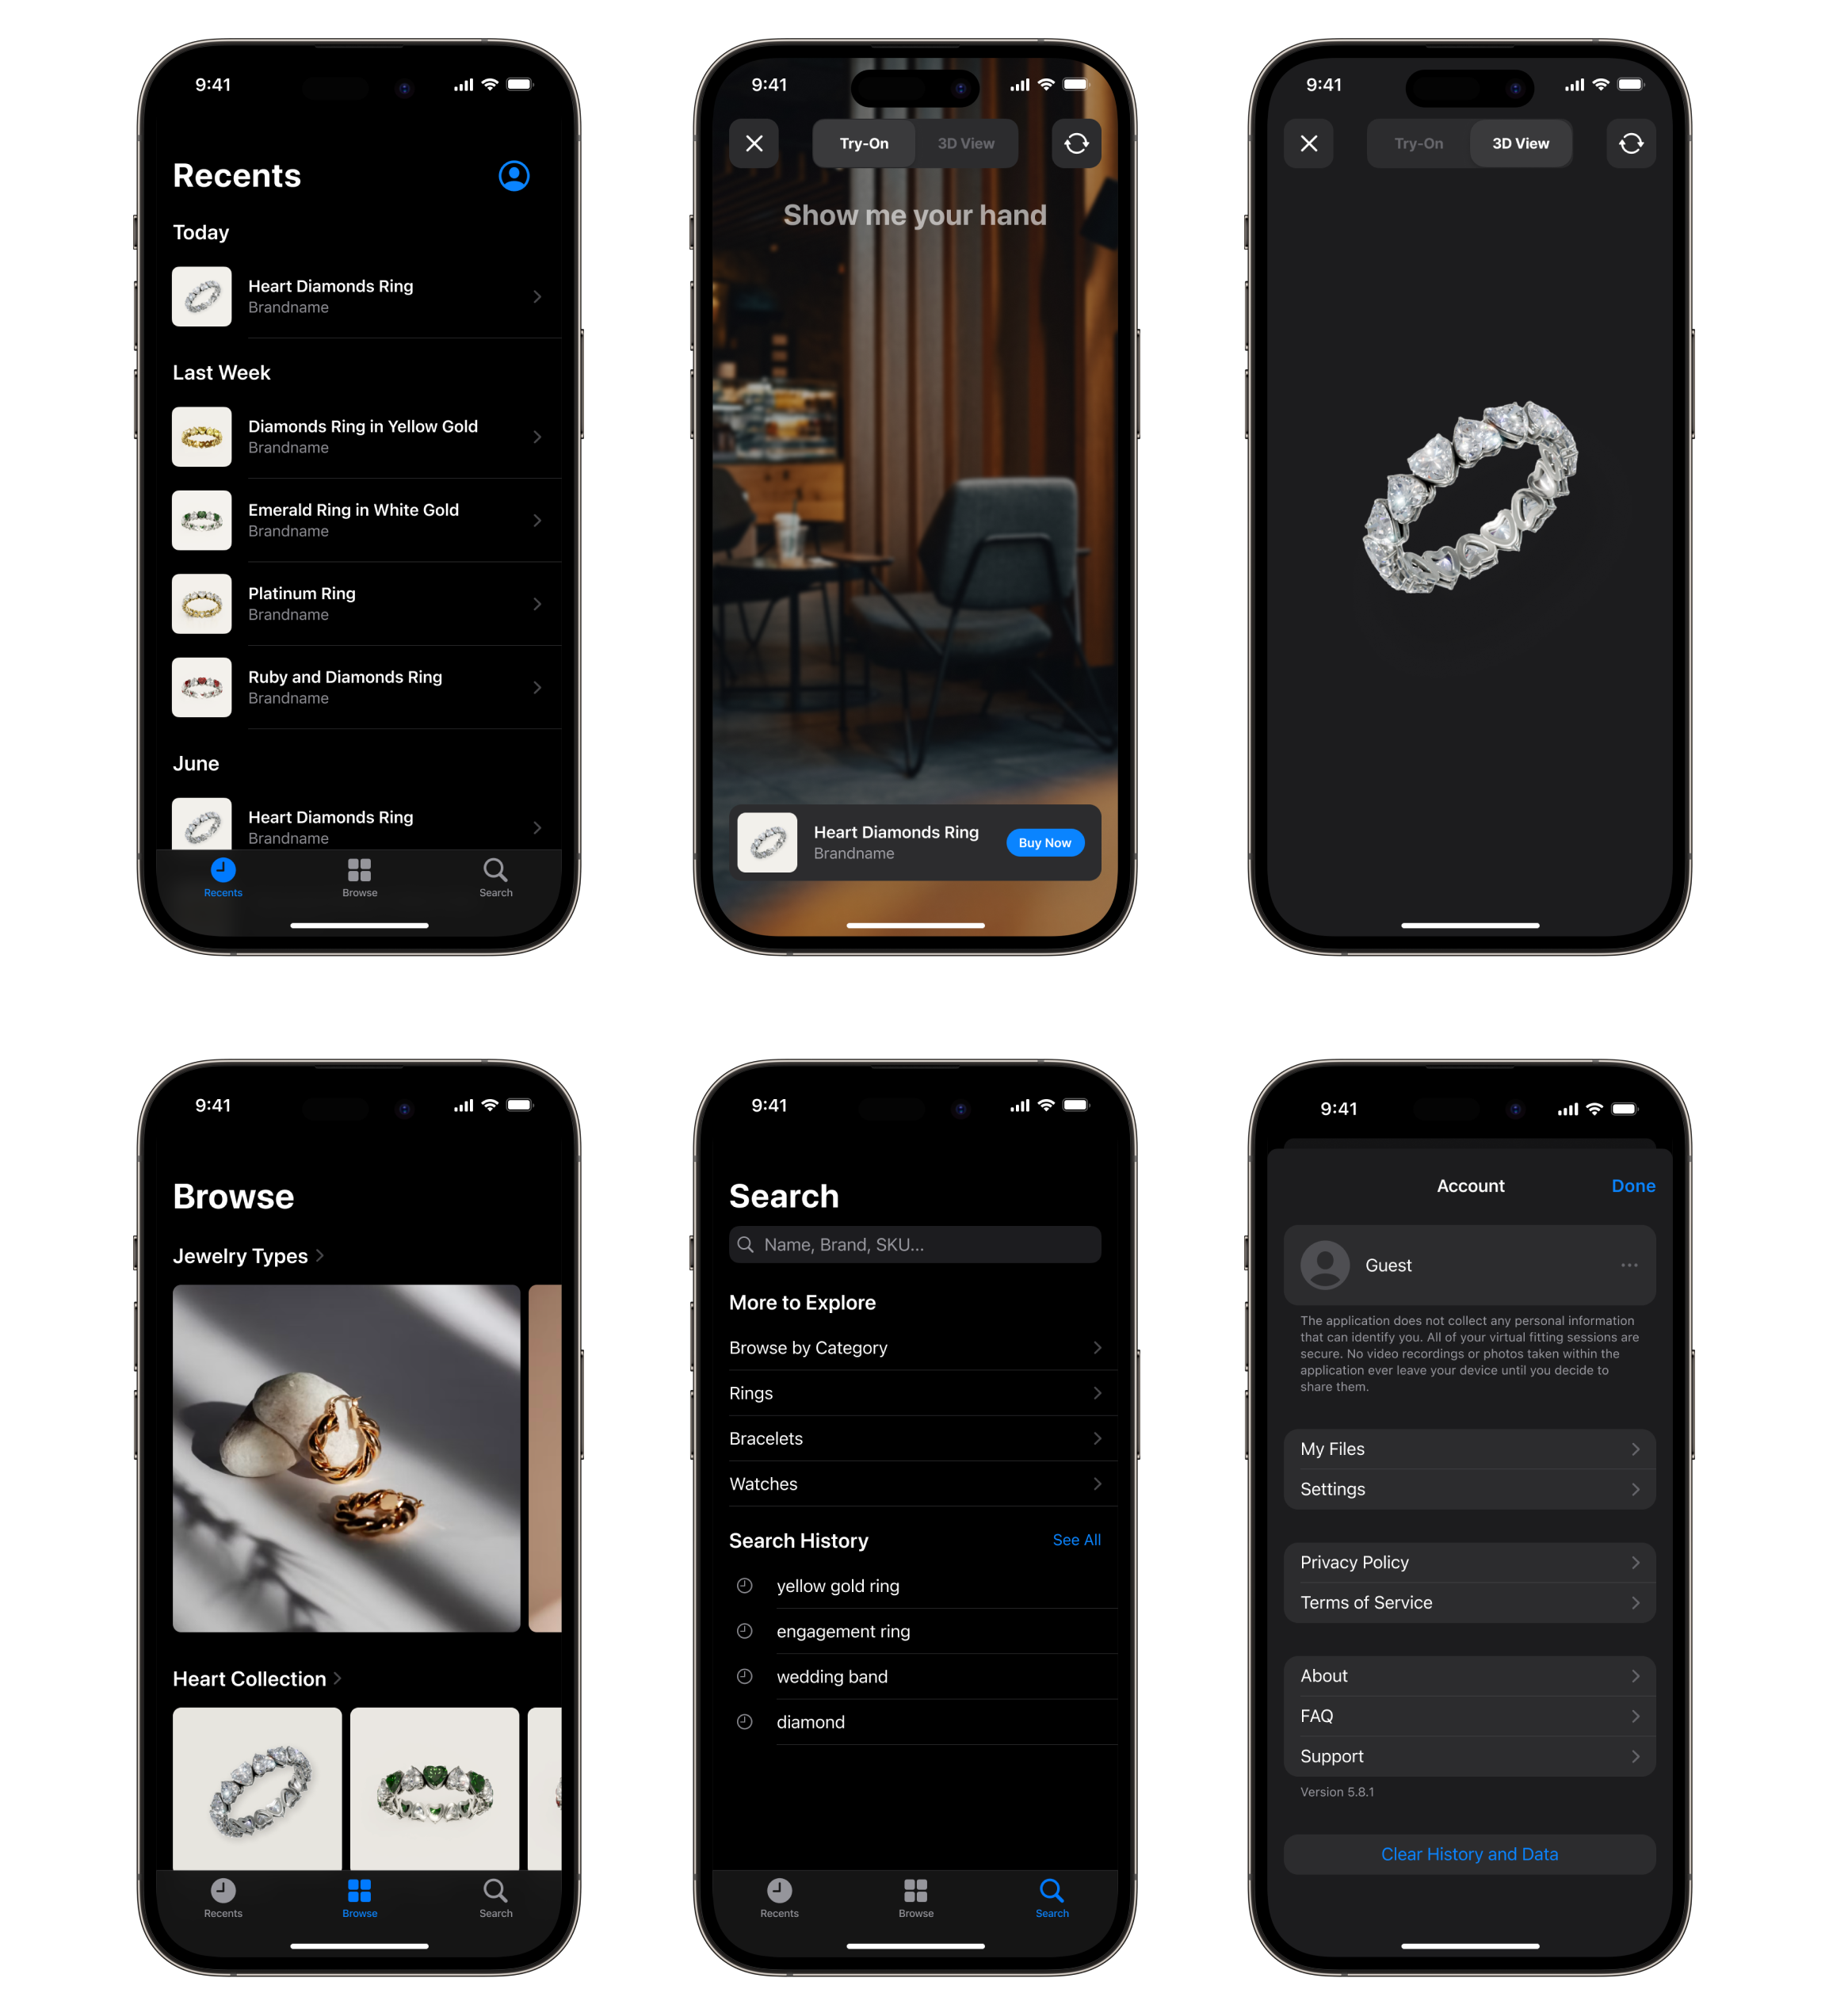 9:41
Recents
Today
Heart Diamonds Ring
Brandname
Last Week
Diamonds Ring in Yellow Gold
Brandname
Emerald Ring in White Gold
Brandname
Platinum Ring
Brandname
Ruby and Diamonds Ring
Brandname
June
Heart Diamonds Ring
Brandname
Recents Browse Search
9:41
Try-On 3D View
Show me your hand
Heart Diamonds Ring
Brandname
Buy Now
9:41
Try-On 3D View
9:41
Browse
Jewelry Types
Heart Collection
Recents Browse Search
9:41
Search
Name, Brand, SKU...
More to Explore
Browse by Category
Rings
Bracelets
Watches
Search History See All
yellow gold ring
engagement ring
wedding band
diamond
Recents Browse Search
9:41
Account Done
Guest
The application does not collect any personal information
that can identify you. All of your virtual fitting sessions are
secure. No video recordings or photos taken within the
application ever leave your device until you decide to
share them.
My Files
Settings
Privacy Policy
Terms of Service
About
FAQ
Support
Version 5.8.1
Clear History and Data